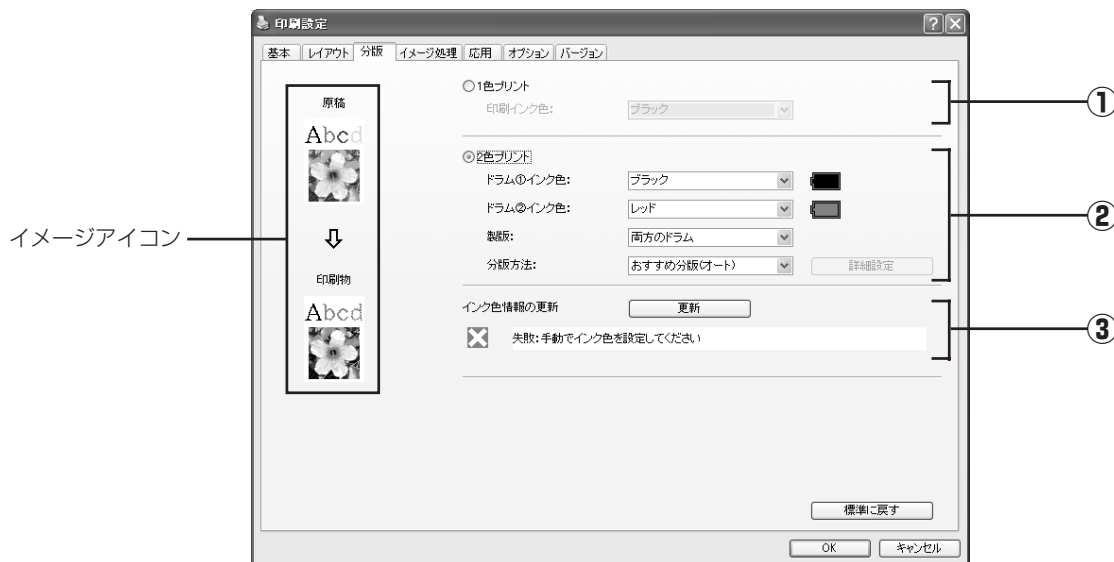 印刷設定
基本 レイアウト 分版 イメージ処理 応用 オプション バージョン
原稿
Abcd
印刷物
Abcd
イメージアイコン
1色プリント
印刷インク色: ブラック
①
2色プリント
ドラム①インク色: ブラック
ドラム②インク色: レッド
製版: 両方のドラム
分版方法: おすすめ分版(オート) 詳細設定
②
インク色情報の更新 更新
失敗:手動でインク色を設定してください
③
標準に戻す
OK キャンセル